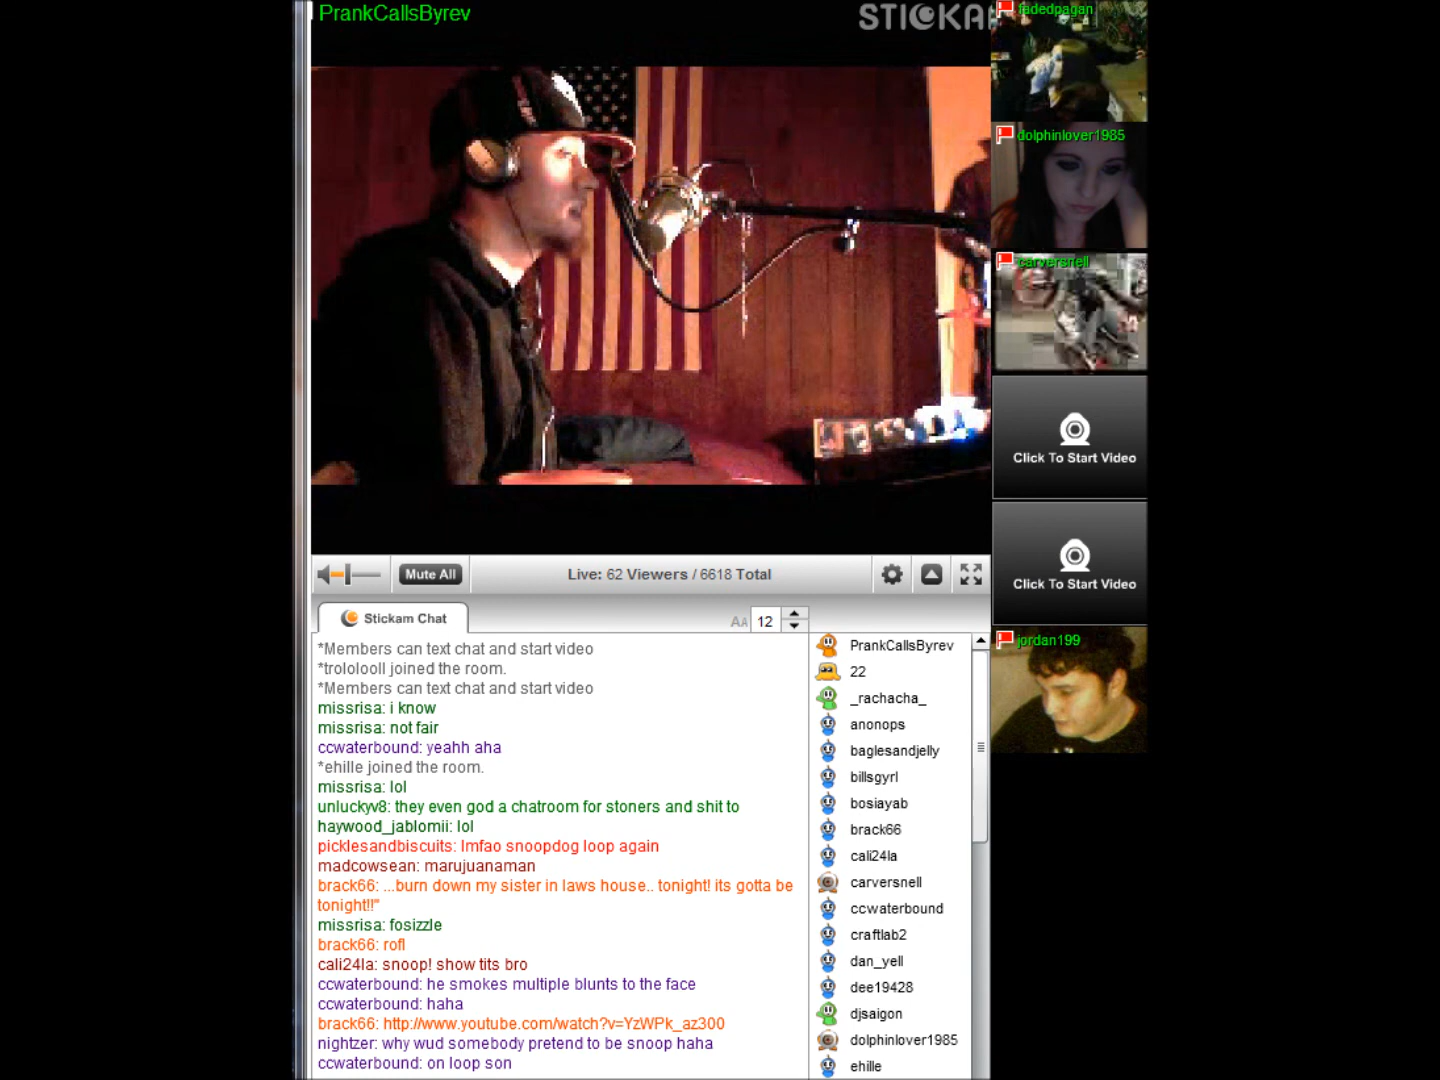 PrankCallsByrev
STICKA
fadedpagan
dolphinlover1985
carversnell
Click To Start Video
Click To Start Video
jordan199
Mute All
Live: 62 Viewers / 6618 Total
Stickam Chat
AA 12
*Members can text chat and start video
*trololooll joined the room.
*Members can text chat and start video
missrisa: i know
missrisa: not fair
ccwaterbound: yeahh aha
*ehille joined the room.
missrisa: lol
unluckyv8: they even god a chatroom for stoners and shit to
haywood_jablomii: lol
picklesandbiscuits: lmfao snoopdog loop again
madcowsean: marujuanaman
brack66: ...burn down my sister in laws house.. tonight! its gotta be
tonight!!"
missrisa: fosizzle
brack66: rofl
cali24la: snoop! show tits bro
ccwaterbound: he smokes multiple blunts to the face
ccwaterbound: haha
brack66: http://www.youtube.com/watch?v=YzWPk_az300
nightzer: why wud somebody pretend to be snoop haha
ccwaterbound: on loop son
PrankCallsByrev
22
_rachacha_
anonops
baglesandjelly
billsgyrl
bosiayab
brack66
cali24la
carversnell
ccwaterbound
craftlab2
dan_yell
dee19428
djsaigon
dolphinlover1985
ehille